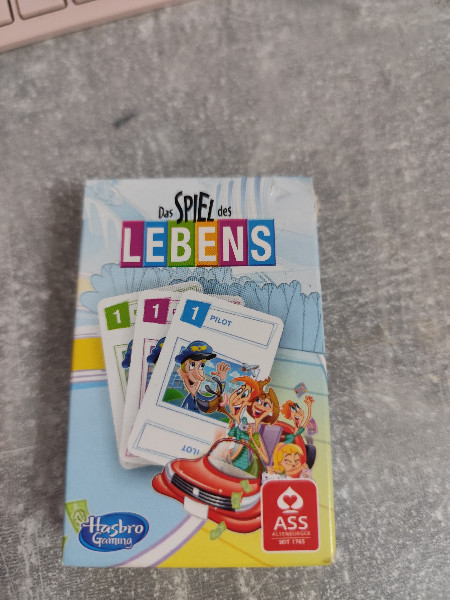 Das SPIEL des
LEBENS
1
1
1 PILOT
PILOT
Hasbro
Gaming
ASS
ALTENBURGER
SEIT 1765